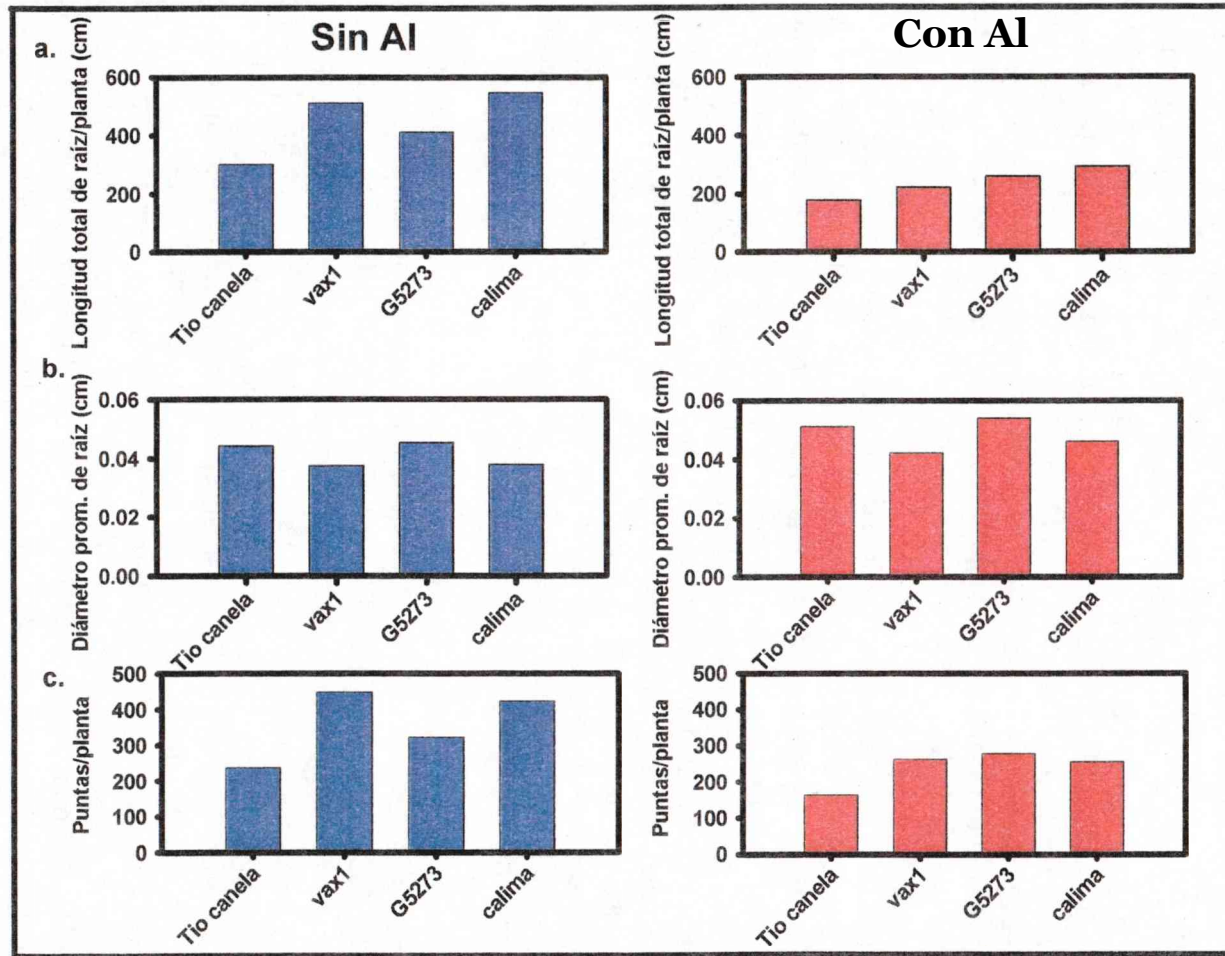 a.
Sin Al
Con Al
Longitud total de raíz/planta (cm)
600
400
200
0
Tio canela
vax1
G5273
calima
Longitud total de raíz/planta (cm)
600
400
200
0
Tio canela
vax1
G5273
calima
b.
Diámetro prom. de raíz (cm)
0.06
0.04
0.02
0.00
Tio canela
vax1
G5273
calima
Diámetro prom. de raíz (cm)
0.06
0.04
0.02
0.00
Tio canela
vax1
G5273
calima
c.
Puntas/planta
500
400
300
200
100
0
Tio canela
vax1
G5273
calima
Puntas/planta
500
400
300
200
100
0
Tio canela
vax1
G5273
calima